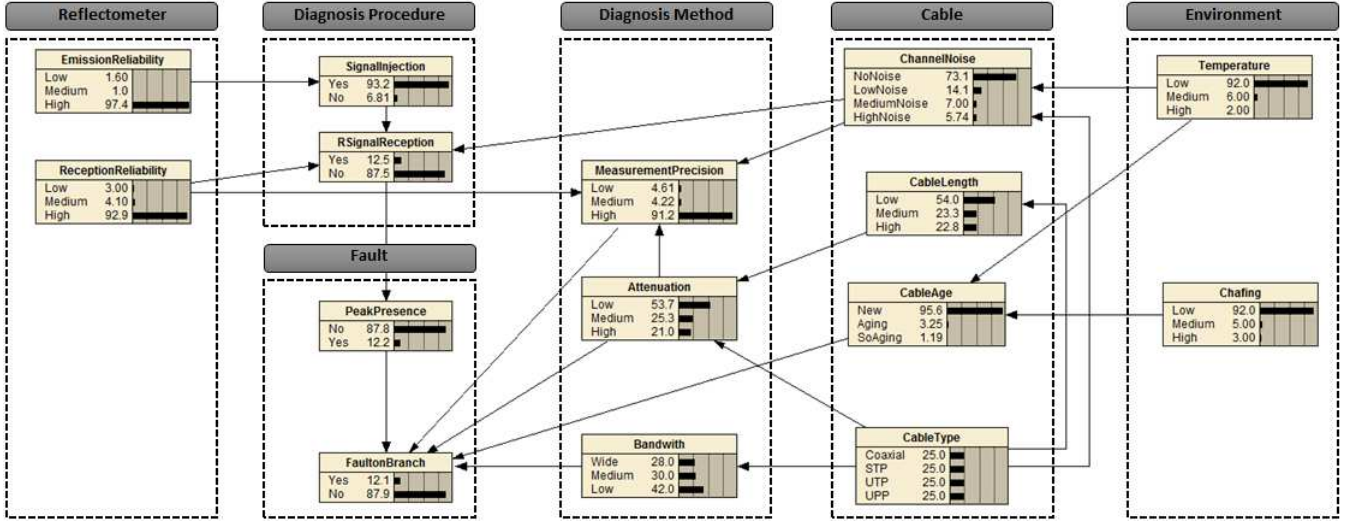 Reflectometer
Diagnosis Procedure
Diagnosis Method
Cable
Environment
EmissionReliability
Low 1.60
Medium 1.0
High 97.4
ReceptionReliability
Low 3.00
Medium 4.10
High 92.9
SignalInjection
Yes 93.2
No 6.81
RSignalReception
Yes 12.5
No 87.5
Fault
PeakPresence
No 87.8
Yes 12.2
FaultonBranch
Yes 12.1
No 87.9
MeasurementPrecision
Low 4.61
Medium 4.22
High 91.2
Attenuation
Low 53.7
Medium 25.3
High 21.0
Bandwith
Wide 28.0
Medium 30.0
Low 42.0
ChannelNoise
NoNoise 73.1
LowNoise 14.1
MediumNoise 7.00
HighNoise 5.74
CableLength
Low 54.0
Medium 23.3
High 22.8
CableAge
New 95.6
Aging 3.25
SoAging 1.19
CableType
Coaxial 25.0
STP 25.0
UTP 25.0
UPP 25.0
Temperature
Low 92.0
Medium 6.00
High 2.00
Chafing
Low 92.0
Medium 5.00
High 3.00